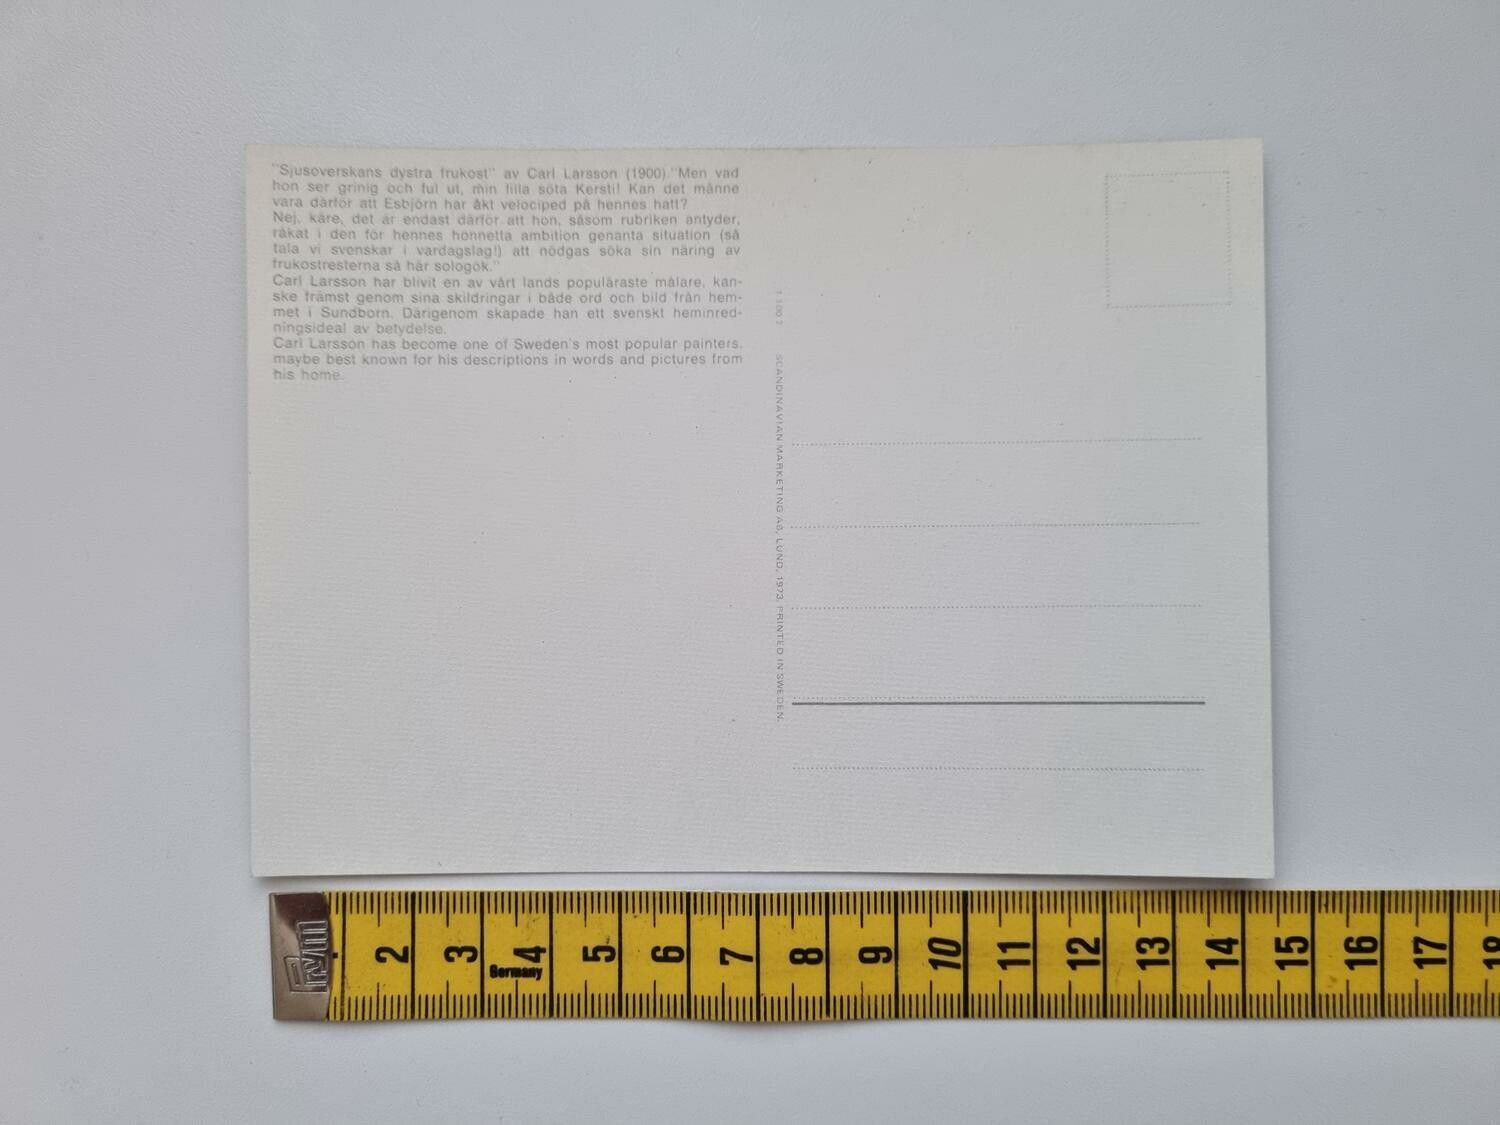 "Sjusoverskans dystra frukost" av Carl Larsson (1900)."Men vad
hon ser grinig och ful ut, min lilla söta Kersti! Kan det månne
vara därför att Esbjörn har åkt velociped på hennes hatt?
Nej, käre, det är endast därför att hon, såsom rubriken antyder,
råkat i den för hennes honnetta ambition genanta situation (så
tala vi svenskar i vardagslag!) att nödgas söka sin näring av
frukostresterna så här sologök."
Carl Larsson har blivit en av vårt lands populäraste målare, kan-
ske främst genom sina skildringar i både ord och bild från hem-
met i Sundborn. Därigenom skapade han ett svenskt heminred-
ningsideal av betydelse.
Carl Larsson has become one of Sweden's most popular painters,
maybe best known for his descriptions in words and pictures from
his home.
SCANDINAVIAN MARKETING AB, LUND, 1973. PRINTED IN SWEDEN.
Prym 2 3 4 5 6 7 8 9 10 11 12 13 14 15 16 17 18
Germany